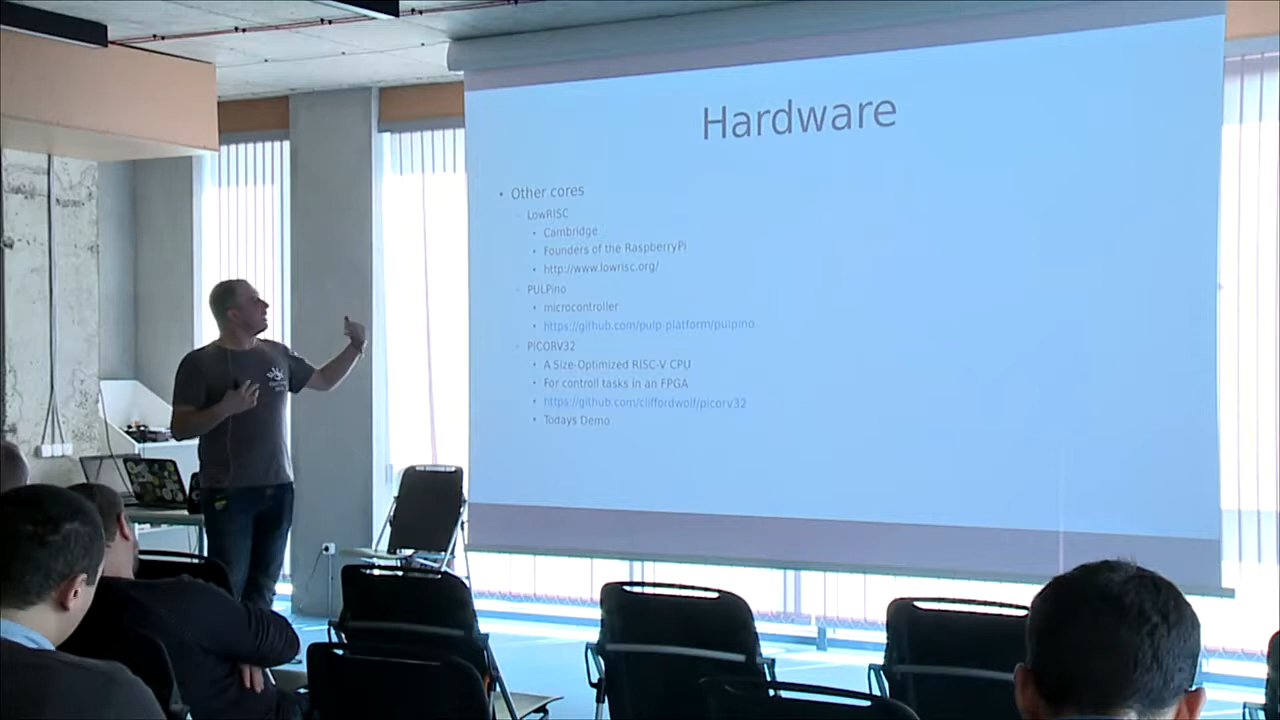 Hardware
• Other cores
– LowRISC
• Cambridge
• Founders of the RaspberryPi
• http://www.lowrisc.org/
– PULPino
• microcontroller
• https://github.com/pulp-platform/pulpino
– PICORV32
• A Size-Optimized RISC-V CPU
• For controll tasks in an FPGA
• https://github.com/cliffordwolf/picorv32
• Todays Demo